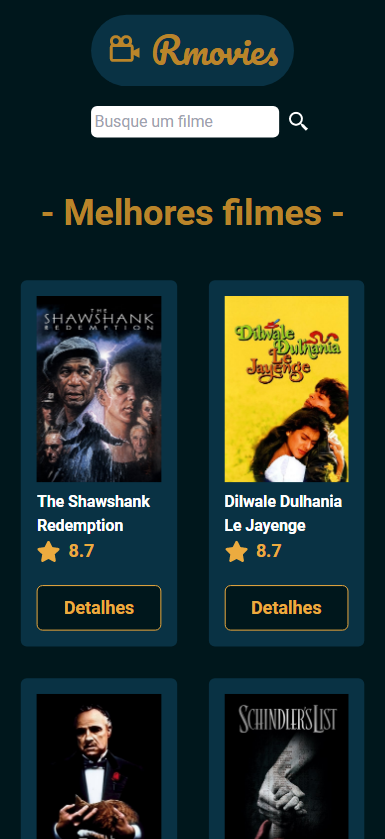 Rmovies
Busque um filme
- Melhores filmes -
THE
SHAWSHANK
REDEMPTION
Dilwale
Dulhania
Le
Jayenge
The Shawshank
Redemption
8.7
Detalhes
Dilwale Dulhania
Le Jayenge
8.7
Detalhes
SCHINDLER'S LIST